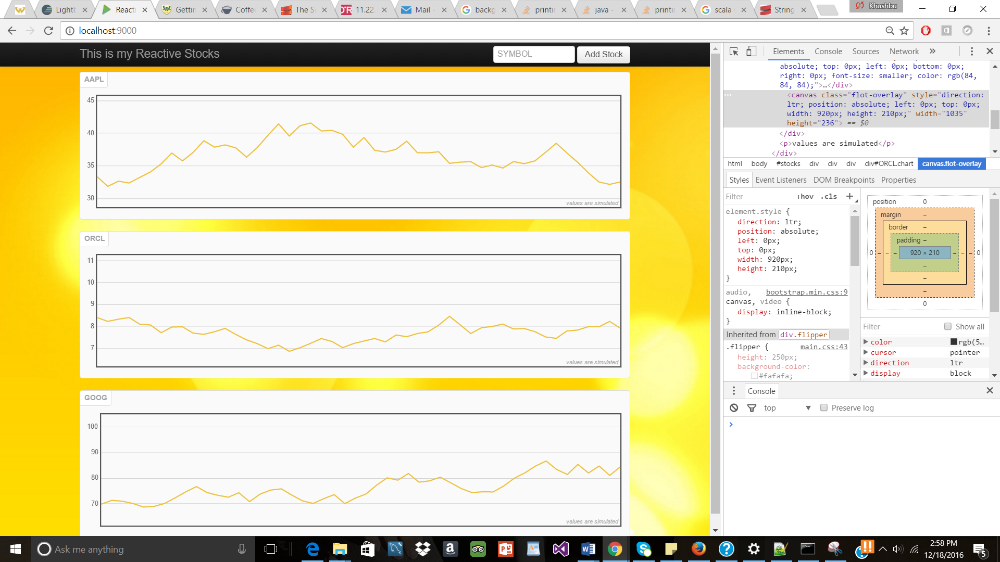 Lightb
Reacti
Gettin
Coffee
The Sc
11.22.
Mail -
backg
printin
java -
printin
scala
String
Khushbu
localhost:9000
This is my Reactive Stocks
SYMBOL
Add Stock
AAPL
45
40
35
30
values are simulated
ORCL
11
10
9
8
7
values are simulated
GOOG
100
90
80
70
values are simulated
Elements Console Sources Network »
absolute; top: 0px; left: 0px; bottom: 0px;
right: 0px; font-size: smaller; color: rgb(84,
84, 84);">…</div>
<canvas class="flot-overlay" style="direction:
ltr; position: absolute; left: 0px; top: 0px;
width: 920px; height: 210px;" width="1035"
height="236"> == $0
</div>
<p>values are simulated</p>
</div>
html body #stocks div div div div#ORCL.chart canvas.flot-overlay
Styles Event Listeners DOM Breakpoints Properties
Filter :hov .cls +
element.style {
direction: ltr;
position: absolute;
left: 0px;
top: 0px;
width: 920px;
height: 210px;
}
audio, bootstrap.min.css:9
canvas, video {
display: inline-block;
}
Inherited from div.flipper
.flipper { main.css:43
height: 250px;
background-color:
#fafafa;
position 0
margin –
border –
padding –
0 – – – 920 × 210 – – – 0
–
–
–
0
Filter Show all
color rgb(5…
cursor pointer
direction ltr
display block
Console
top Preserve log
Ask me anything
2:58 PM
12/18/2016
5